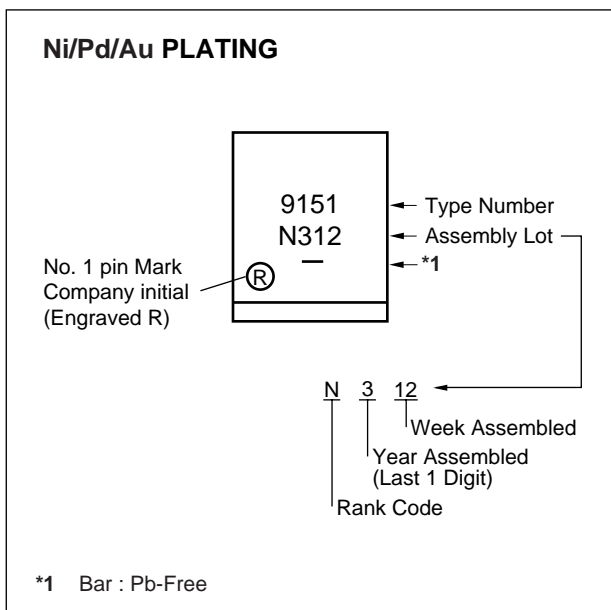 Ni/Pd/Au PLATING
9151
N312
—
R
Type Number
Assembly Lot
*1
No. 1 pin Mark
Company initial
(Engraved R)
N 3 12
Week Assembled
Year Assembled
(Last 1 Digit)
Rank Code
*1 Bar : Pb-Free